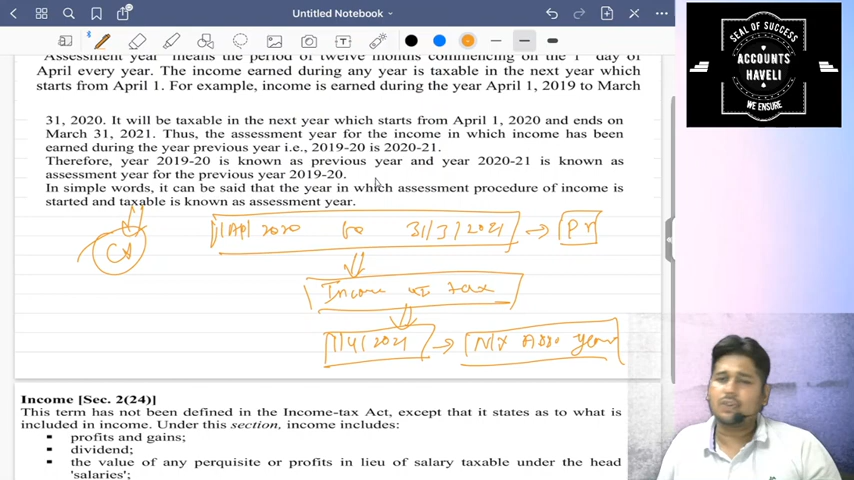 Untitled Notebook
Assessment year" means the period of twelve months commencing on the 1st day of
April every year. The income earned during any year is taxable in the next year which
starts from April 1. For example, income is earned during the year April 1, 2019 to March
31, 2020. It will be taxable in the next year which starts from April 1, 2020 and ends on
March 31, 2021. Thus, the assessment year for the income in which income has been
earned during the year previous year i.e., 2019-20 is 2020-21.
Therefore, year 2019-20 is known as previous year and year 2020-21 is known as
assessment year for the previous year 2019-20.
In simple words, it can be said that the year in which assessment procedure of income is
started and taxable is known as assessment year.
2020 to 31/3/2021 → PY
Income tax
1/4/2021 → year
Income [Sec. 2(24)]
This term has not been defined in the Income-tax Act, except that it states as to what is
included in income. Under this section, income includes:
▪ profits and gains;
▪ dividend;
▪ the value of any perquisite or profits in lieu of salary taxable under the head
'salaries';
SEAL OF SUCCESS
ACCOUNTS
HAVELI
WE ENSURE